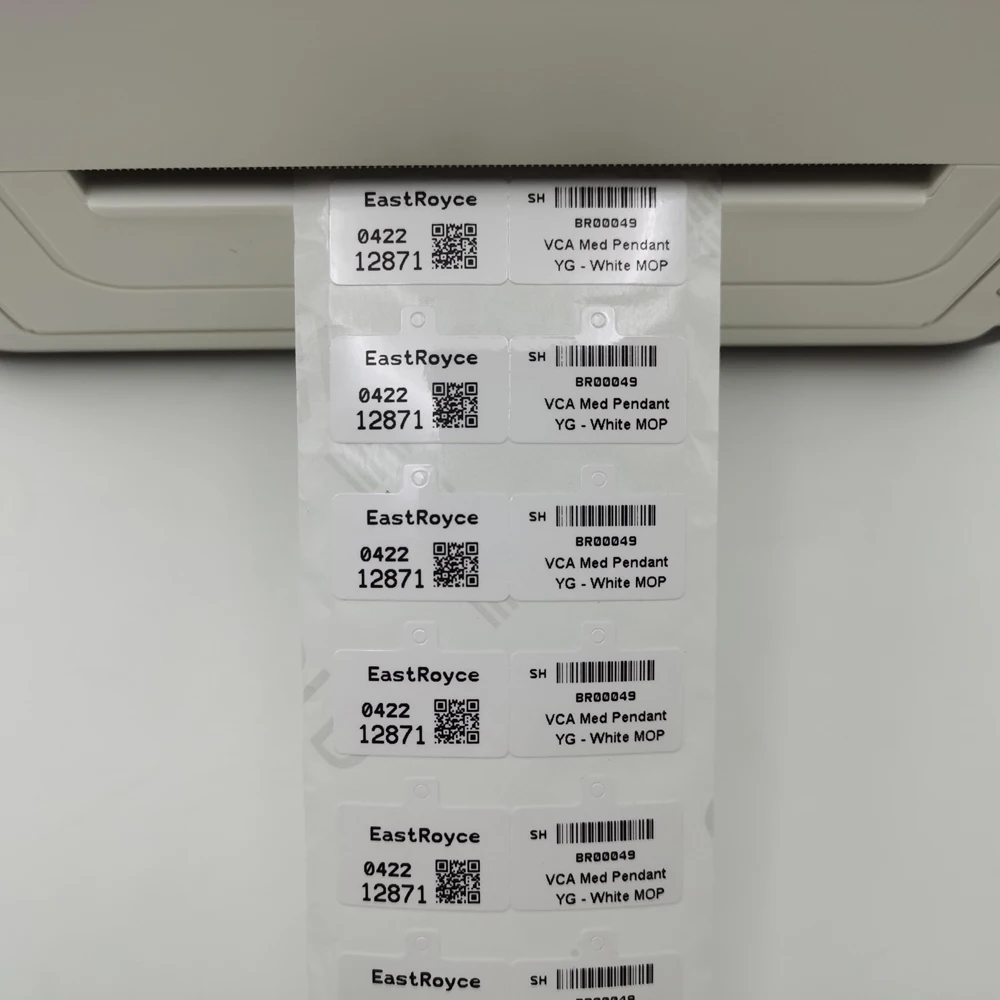 EastRoyce
0422
12871
SH
BR00049
VCA Med Pendant
YG - White MOP
EastRoyce
0422
12871
SH
BR00049
VCA Med Pendant
YG - White MOP
EastRoyce
0422
12871
SH
BR00049
VCA Med Pendant
YG - White MOP
EastRoyce
0422
12871
SH
BR00049
VCA Med Pendant
YG - White MOP
EastRoyce
0422
12871
SH
BR00049
VCA Med Pendant
YG - White MOP
EastRoyce
SH